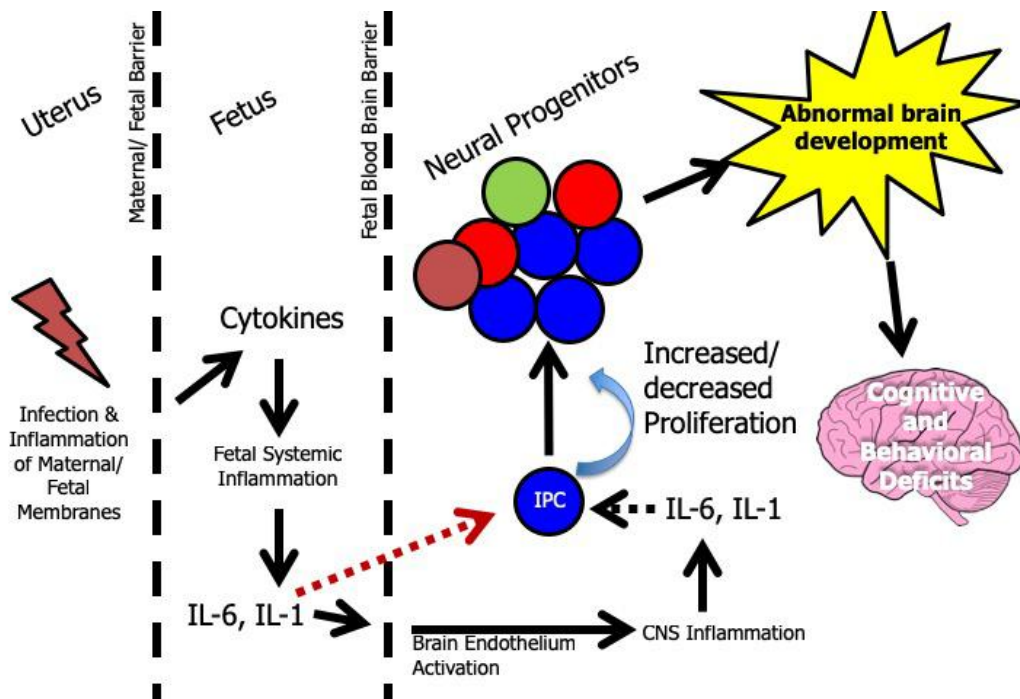 Uterus
Maternal/ Fetal Barrier
Fetus
Fetal Blood Brain Barrier
Neural Progenitors
Abnormal brain
development
Cytokines
Infection &
Inflammation
of Maternal/
Fetal
Membranes
Fetal Systemic
Inflammation
Increased/
decreased
Proliferation
Cognitive
and
Behavioral
Deficits
IPC
IL-6, IL-1
IL-6, IL-1
Brain Endothelium
Activation
CNS Inflammation